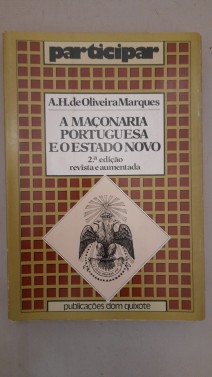 participar
A.H. de Oliveira Marques
A MAÇONARIA
PORTUGUESA
E O ESTADO NOVO
2.ª edição
revista e aumentada
publicações dom quixote